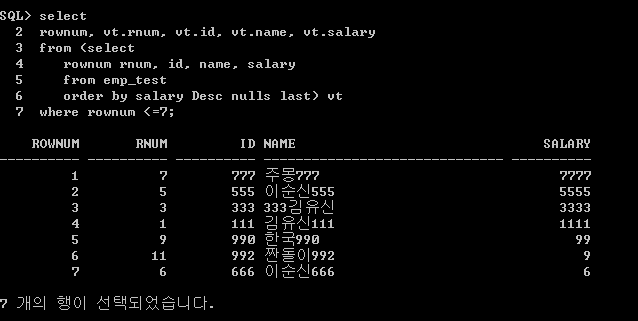 SQL> select
2 rownum, vt.rnum, vt.id, vt.name, vt.salary
3 from (select
4 rownum rnum, id, name, salary
5 from emp_test
6 order by salary Desc nulls last) vt
7 where rownum <=7;
ROWNUM RNUM ID NAME SALARY
---------- ---------- ---------- ------------------------------ ----------
1 7 777 주몽777 7777
2 5 555 이순신555 5555
3 3 333 333김유신 3333
4 1 111 김유신111 1111
5 9 990 한국990 99
6 11 992 짠돌이992 9
7 6 666 이순신666 6
7 개의 행이 선택되었습니다.